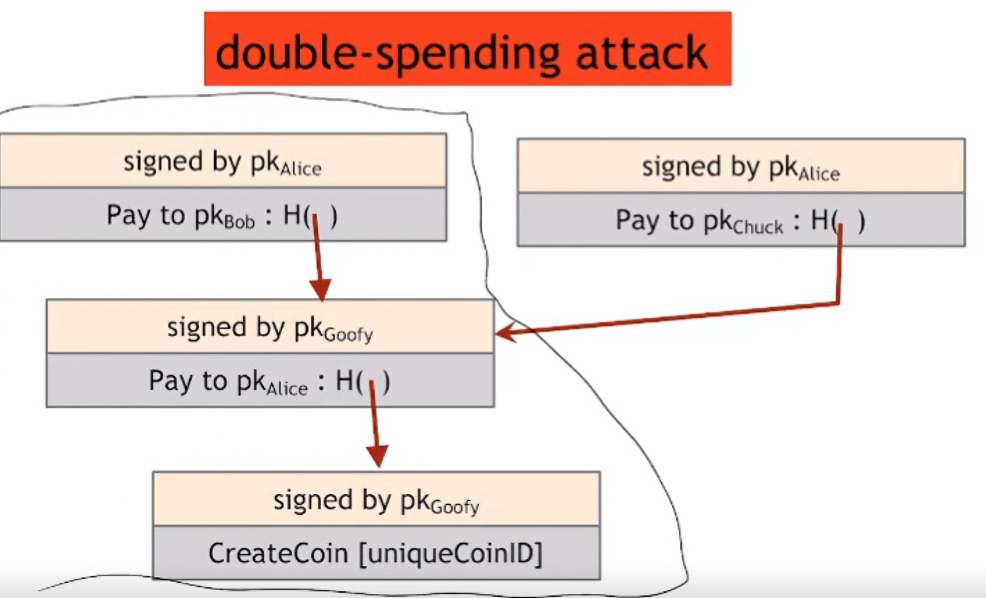 double-spending attack
signed by pkAlice
Pay to pkBob : H( )
signed by pkAlice
Pay to pkChuck : H( )
signed by pkGoofy
Pay to pkAlice : H( )
signed by pkGoofy
CreateCoin [uniqueCoinID]